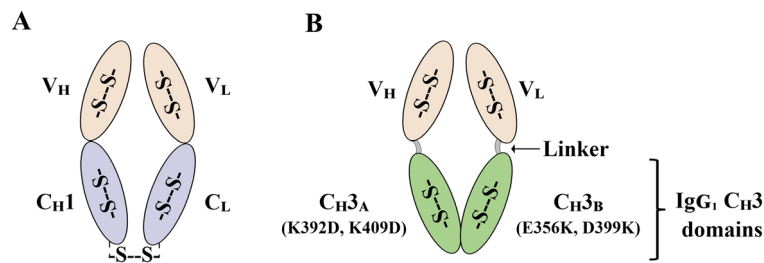 A
B
VH
VL
VH
VL
S--S
S--S
S--S
S--S
Linker
CH1
CL
CH3A
(K392D, K409D)
CH3B
(E356K, D399K)
IgG1 CH3
domains
S--S
S--S
S--S
S--S
S--S